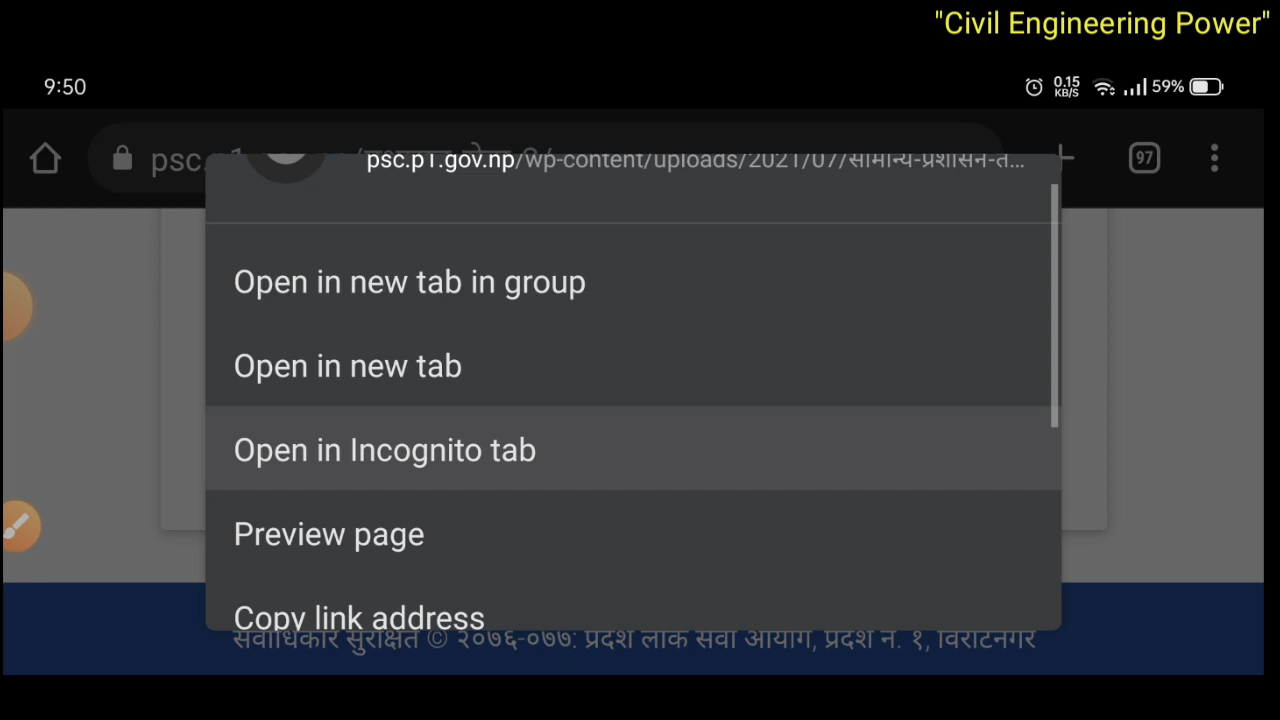 "Civil Engineering Power"
9:50
0.15
KB/S
59%
psc.p1
97
psc.p1.gov.np/wp-content/uploads/2021/07/सामान्य-प्रशासन-त...
Open in new tab in group
Open in new tab
Open in Incognito tab
Preview page
Copy link address
सर्वाधिकार सुरक्षित © २०७६-०७७: प्रदेश लोक सेवा आयोग, प्रदेश नं. १, विराटनगर